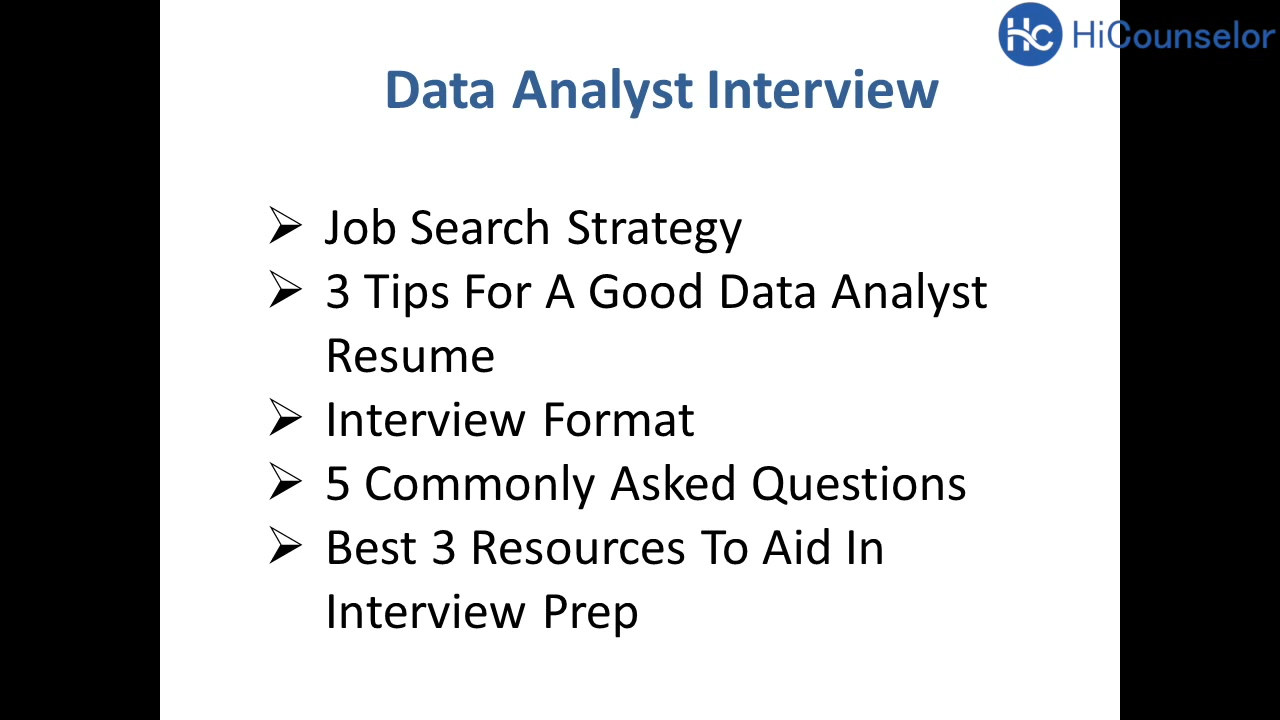 HC HiCounselor
Data Analyst Interview
➢ Job Search Strategy
➢ 3 Tips For A Good Data Analyst
Resume
➢ Interview Format
➢ 5 Commonly Asked Questions
➢ Best 3 Resources To Aid In
Interview Prep